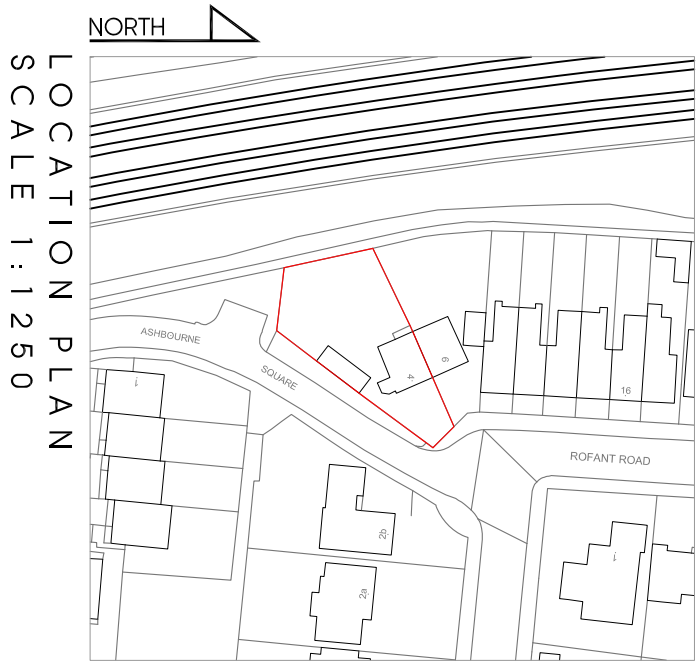 NORTH
LOCATION PLAN
SCALE 1:1250
ASHBOURNE
SQUARE
ROFANT ROAD
1
4
6
16
2b
2a
1